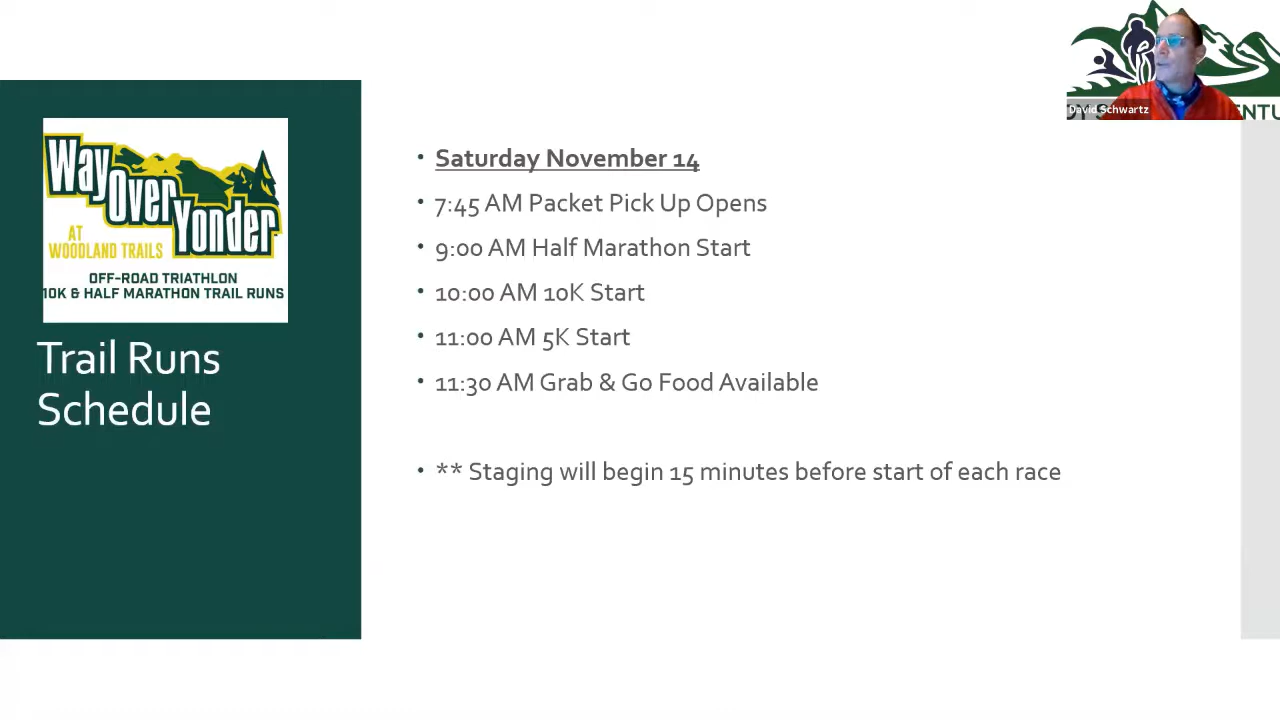 Way
Over
Yonder
AT
WOODLAND TRAILS
OFF-ROAD TRIATHLON
10K & HALF MARATHON TRAIL RUNS
Trail Runs
Schedule
• Saturday November 14
• 7:45 AM Packet Pick Up Opens
• 9:00 AM Half Marathon Start
• 10:00 AM 10K Start
• 11:00 AM 5K Start
• 11:30 AM Grab & Go Food Available
• ** Staging will begin 15 minutes before start of each race
David Schwartz